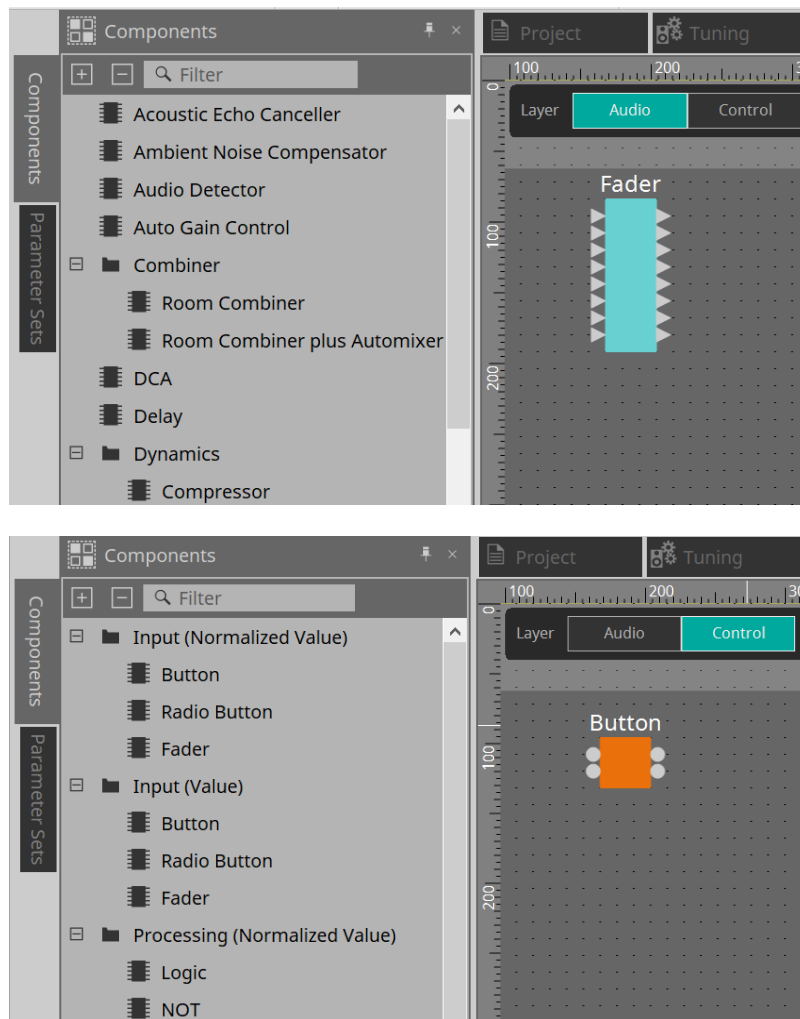 Components
Project
Tuning
Filter
100
200
0
Components
Parameter Sets
Acoustic Echo Canceller
Ambient Noise Compensator
Audio Detector
Auto Gain Control
Combiner
Room Combiner
Room Combiner plus Automixer
DCA
Delay
Dynamics
Compressor
Layer Audio Control
Fader
100
200
Components
Project
Tuning
Filter
100
200
0
Components
Parameter Sets
Input (Normalized Value)
Button
Radio Button
Fader
Input (Value)
Button
Radio Button
Fader
Processing (Normalized Value)
Logic
NOT
Layer Audio Control
Button
100
200